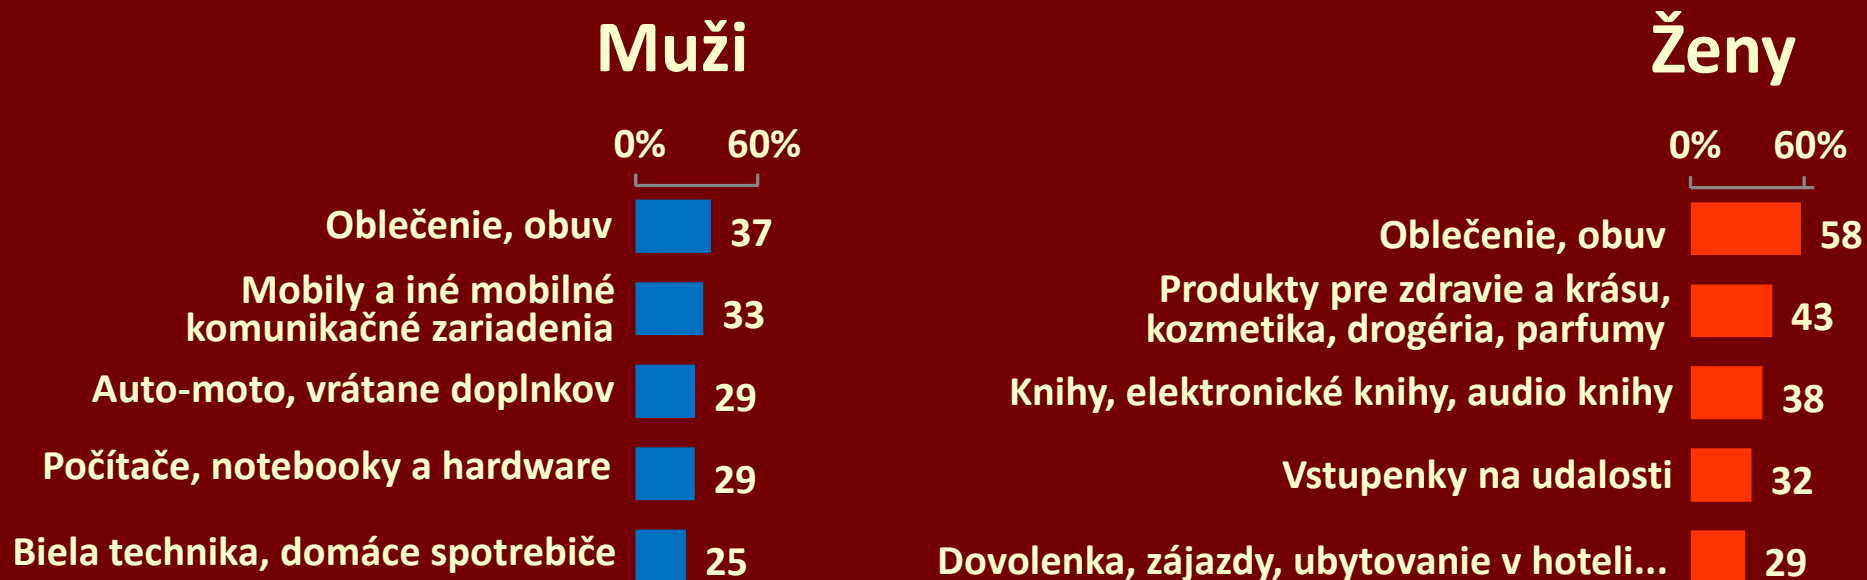 Muži
0% 60%
Oblečenie, obuv 37
Mobily a iné mobilné
komunikačné zariadenia 33
Auto-moto, vrátane doplnkov 29
Počítače, notebooky a hardware 29
Biela technika, domáce spotrebiče 25
Ženy
0% 60%
Oblečenie, obuv 58
Produkty pre zdravie a krásu,
kozmetika, drogéria, parfumy 43
Knihy, elektronické knihy, audio knihy 38
Vstupenky na udalosti 32
Dovolenka, zájazdy, ubytovanie v hoteli... 29